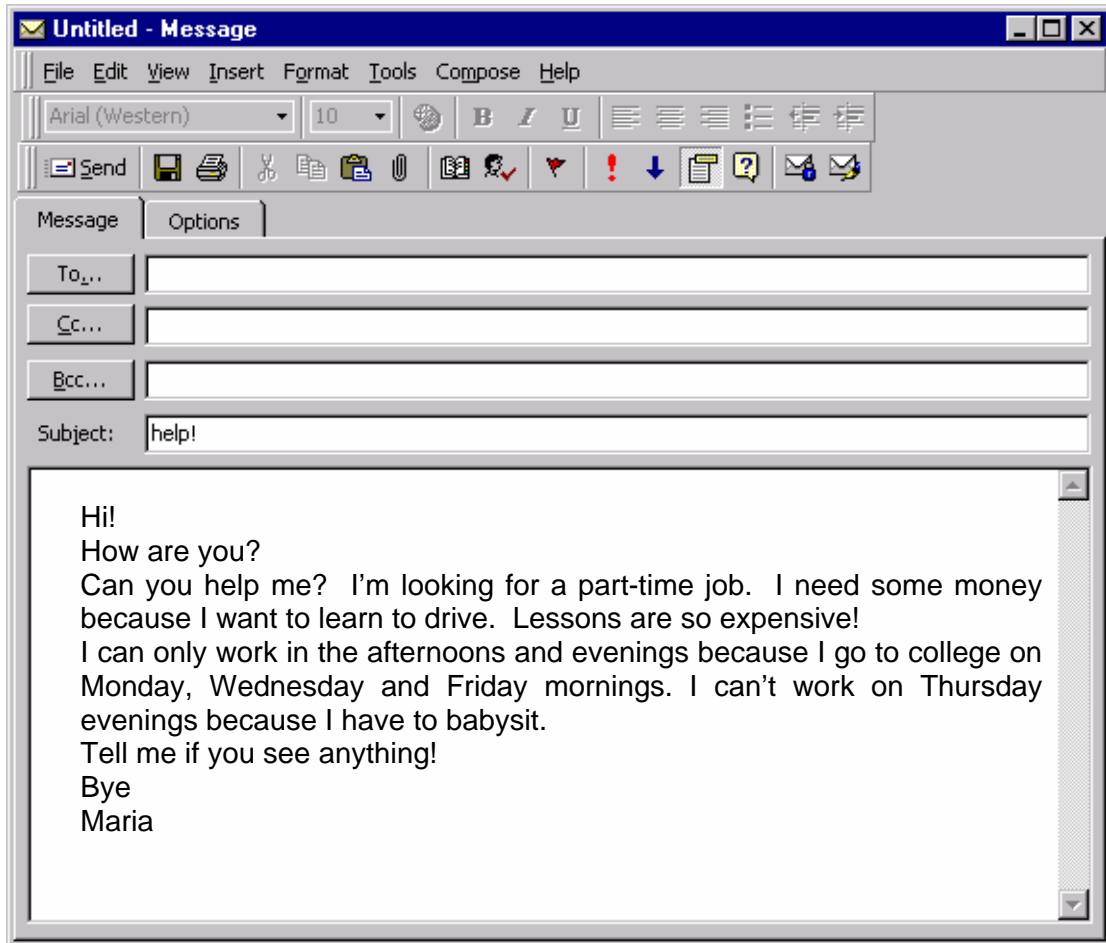 Untitled - Message
File Edit View Insert Format Tools Compose Help
Arial (Western) 10 B I U
Send
Message Options
To...
Cc...
Bcc...
Subject: help!
Hi!
How are you?
Can you help me? I'm looking for a part-time job. I need some money
because I want to learn to drive. Lessons are so expensive!
I can only work in the afternoons and evenings because I go to college on
Monday, Wednesday and Friday mornings. I can't work on Thursday
evenings because I have to babysit.
Tell me if you see anything!
Bye
Maria